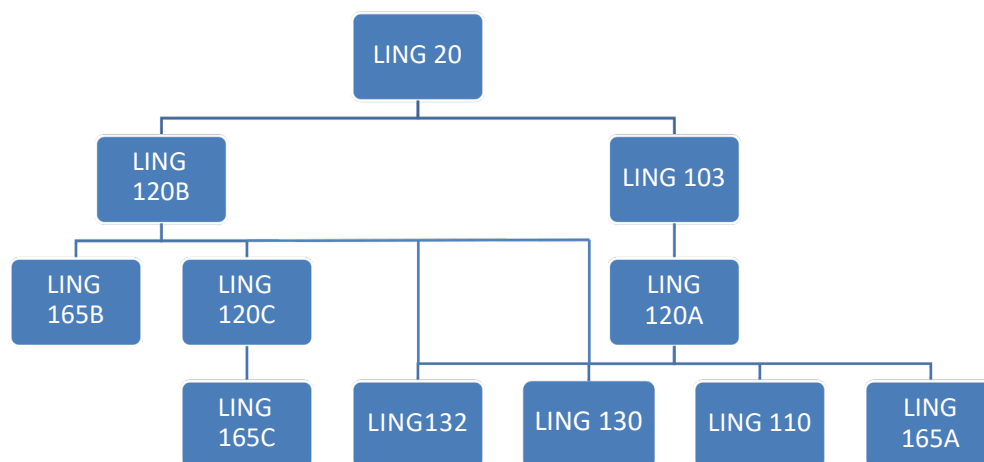 LING 20
LING
120B
LING 103
LING
165B
LING
120C
LING
120A
LING
165C
LING132
LING 130
LING 110
LING
165A